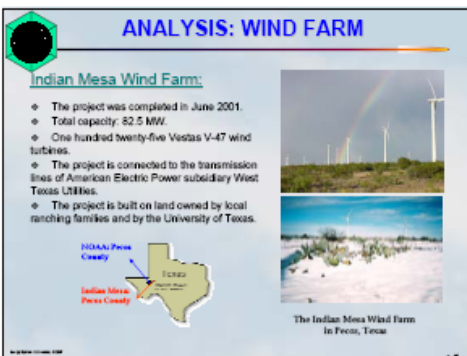 ANALYSIS: WIND FARM
Indian Mesa Wind Farm:
❖ The project was completed in June 2001.
❖ Total capacity: 82.5 MW.
❖ One hundred twenty-five Vestas V-47 wind
turbines.
❖ The project is connected to the transmission
lines of American Electric Power subsidiary West
Texas Utilities.
❖ The project is built on land owned by local
ranching families and by the University of Texas.
NOAA: Pecos
County
Texas
Indian Mesa:
Pecos County
The Indian Mesa Wind Farm
in Pecos, Texas